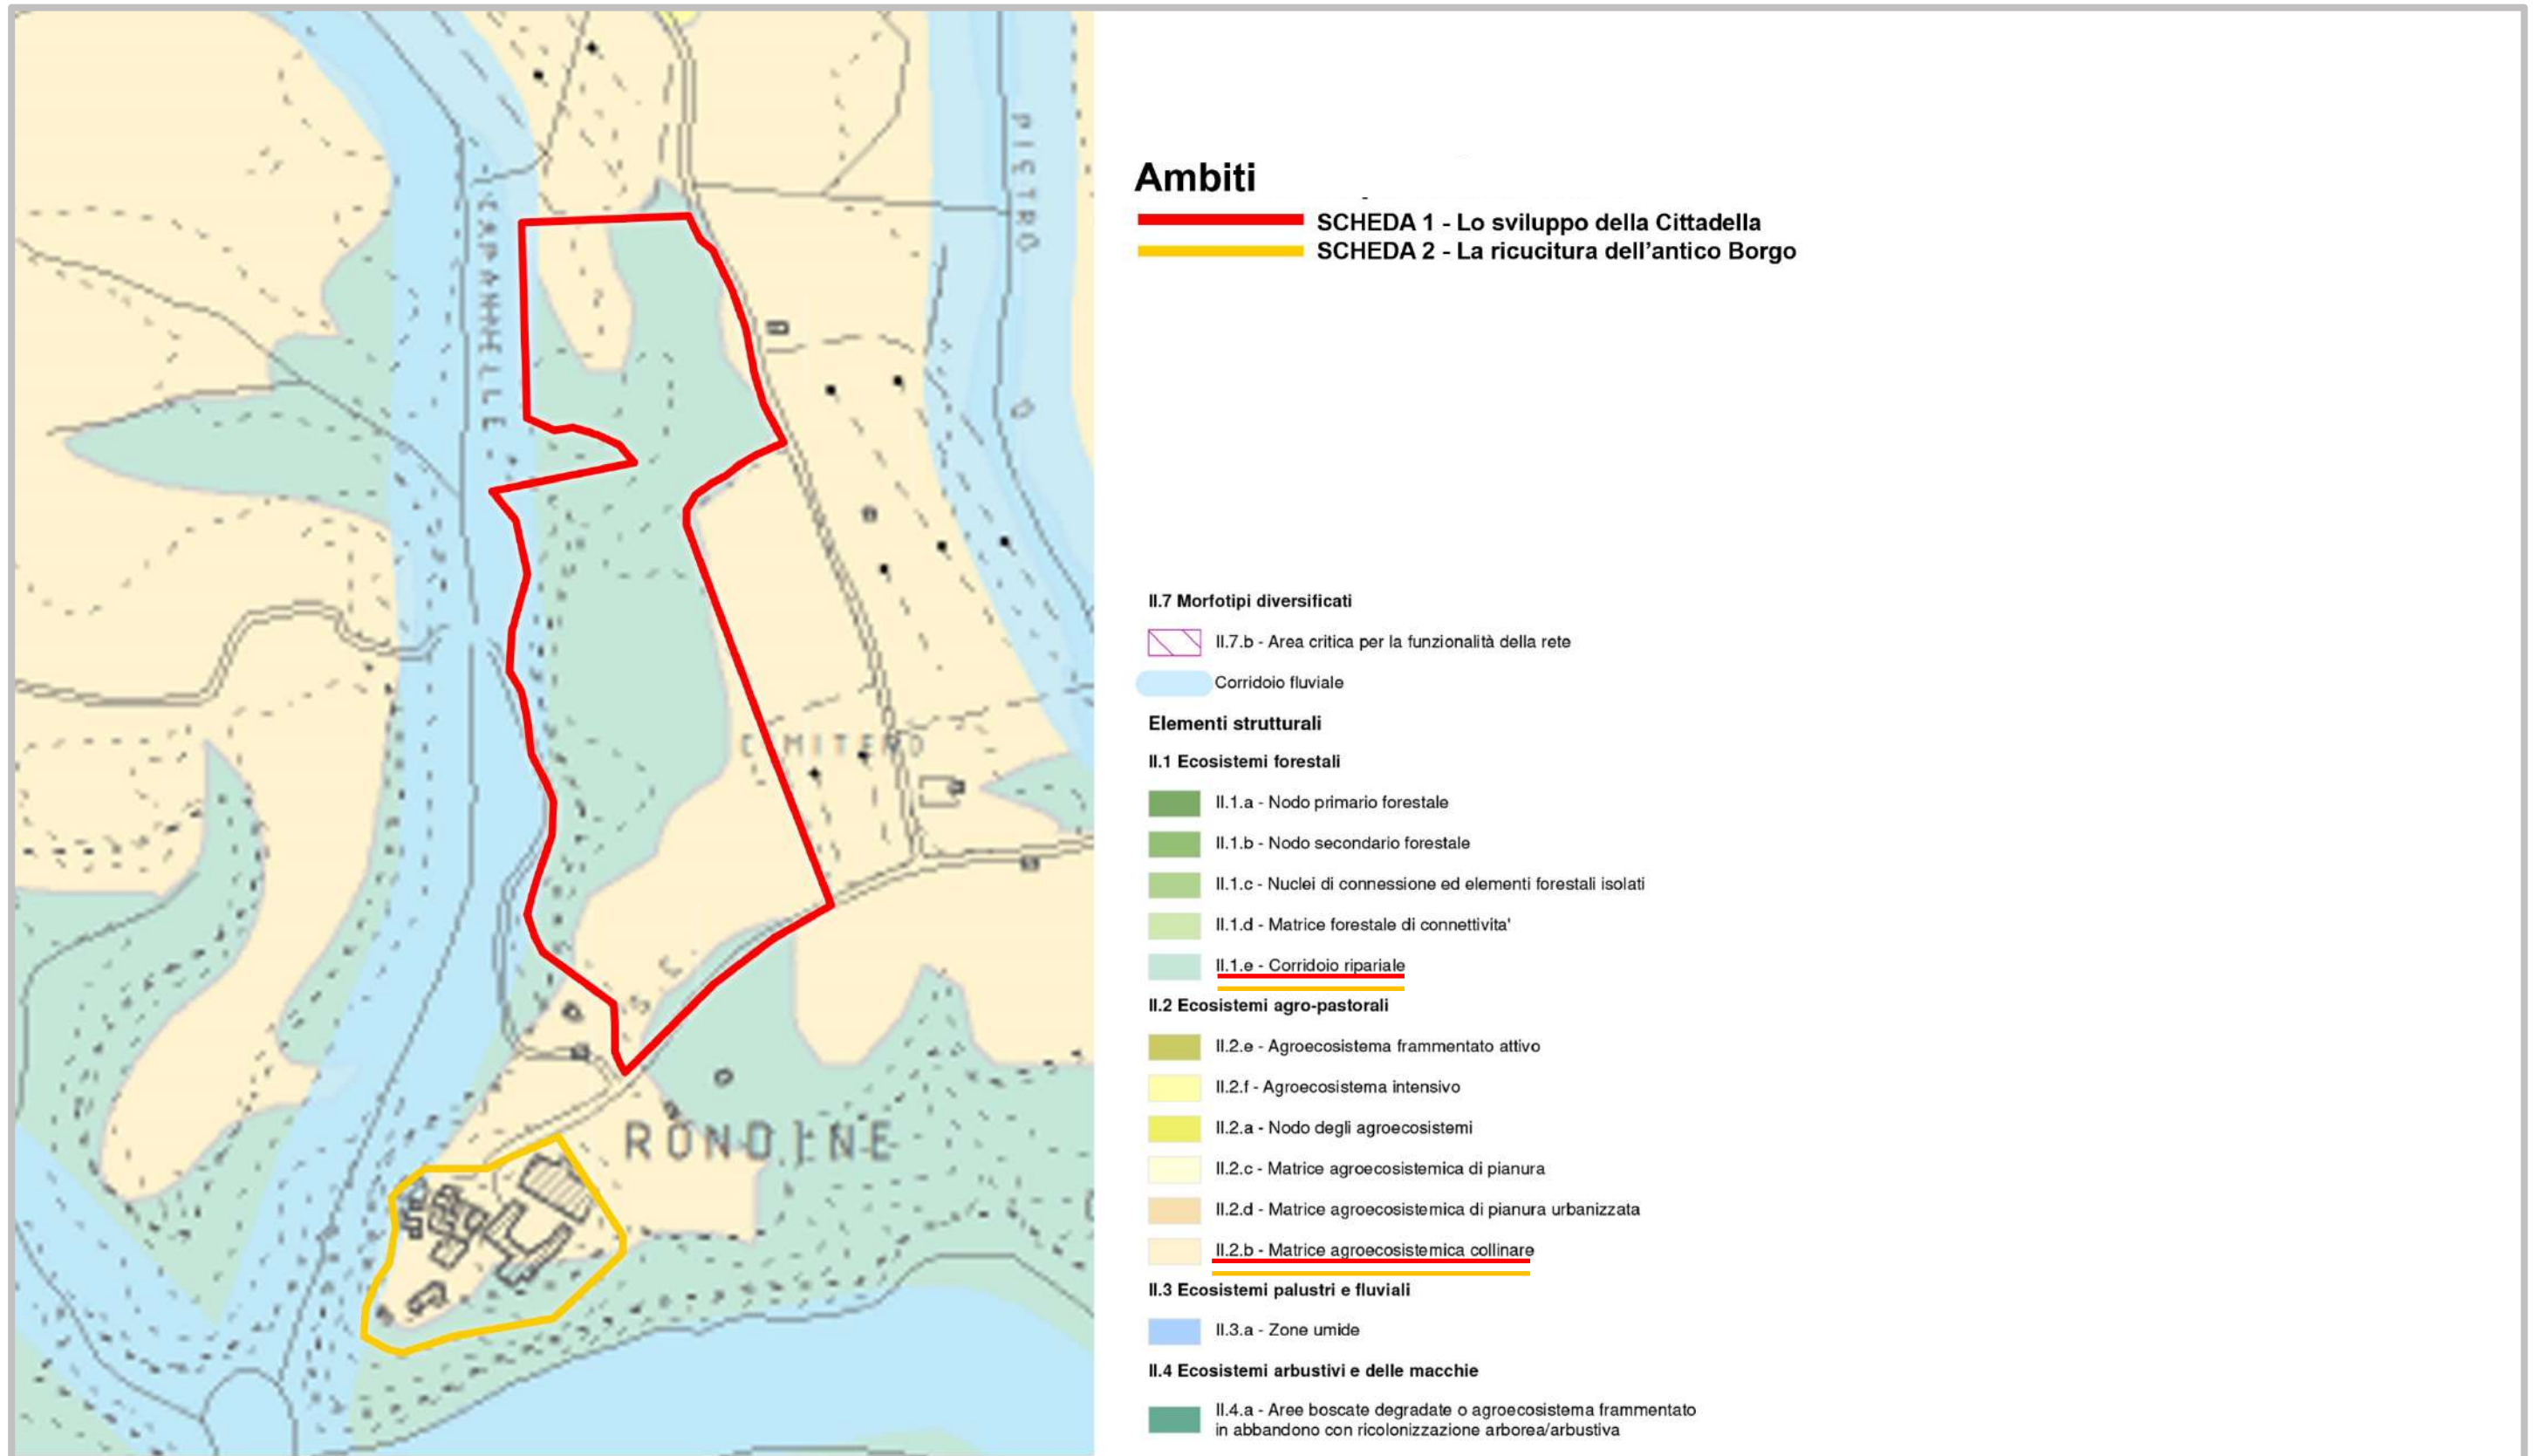 CAPANNELLE
PIETRO
CIMITERO
RONDINE
Ambiti
SCHEDA 1 - Lo sviluppo della Cittadella
SCHEDA 2 - La ricucitura dell'antico Borgo
II.7 Morfotipi diversificati
II.7.b - Area critica per la funzionalità della rete
Corridoio fluviale
Elementi strutturali
II.1 Ecosistemi forestali
II.1.a - Nodo primario forestale
II.1.b - Nodo secondario forestale
II.1.c - Nuclei di connessione ed elementi forestali isolati
II.1.d - Matrice forestale di connettivita'
II.1.e - Corridoio ripariale
II.2 Ecosistemi agro-pastorali
II.2.e - Agroecosistema frammentato attivo
II.2.f - Agroecosistema intensivo
II.2.a - Nodo degli agroecosistemi
II.2.c - Matrice agroecosistemica di pianura
II.2.d - Matrice agroecosistemica di pianura urbanizzata
II.2.b - Matrice agroecosistemica collinare
II.3 Ecosistemi palustri e fluviali
II.3.a - Zone umide
II.4 Ecosistemi arbustivi e delle macchie
II.4.a - Aree boscate degradate o agroecosistema frammentato
in abbandono con ricolonizzazione arborea/arbustiva